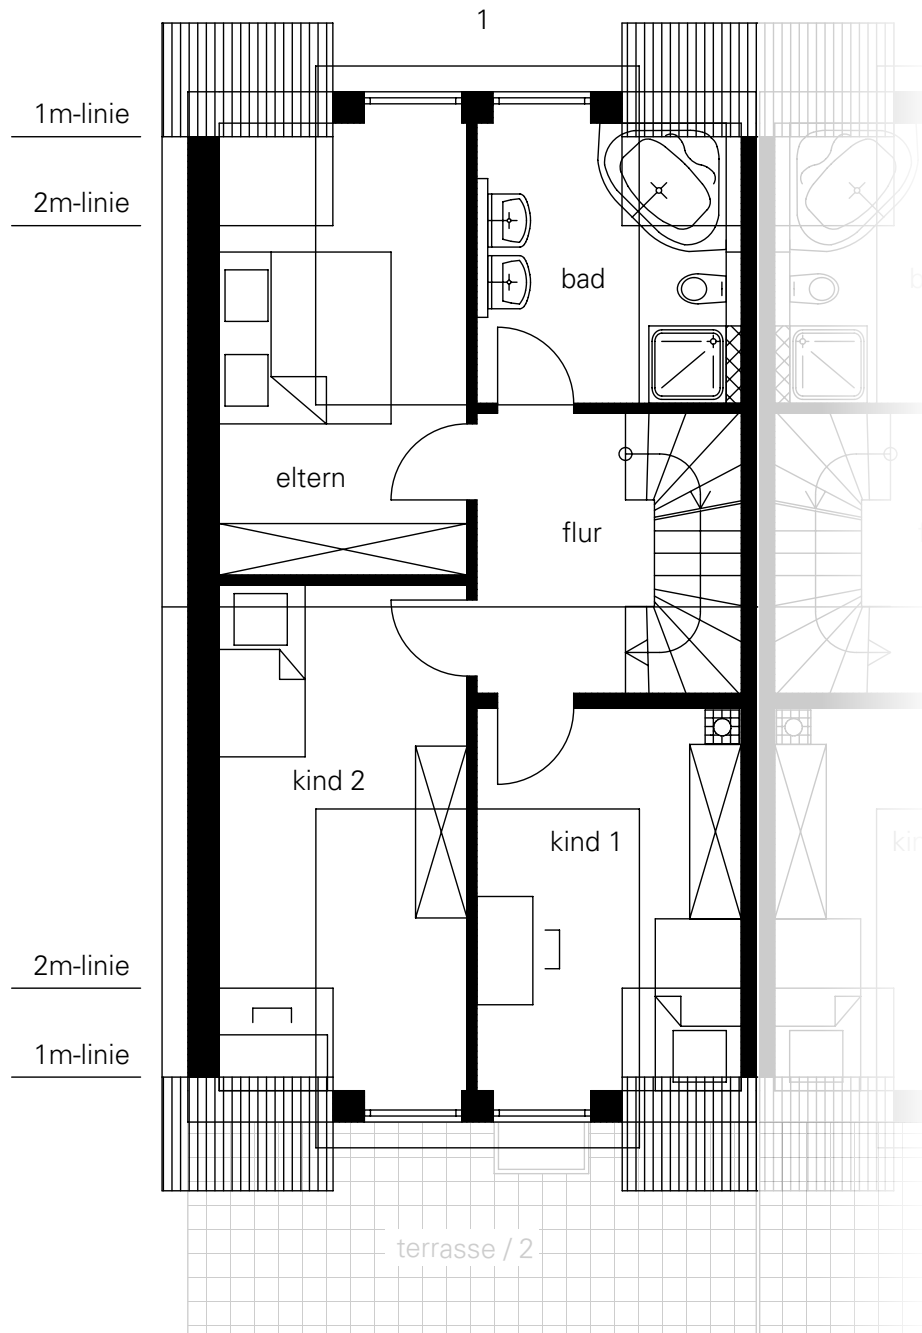 1
1m-linie
2m-linie
bad
eltern
flur
kind 2
kind 1
2m-linie
1m-linie
terrasse / 2